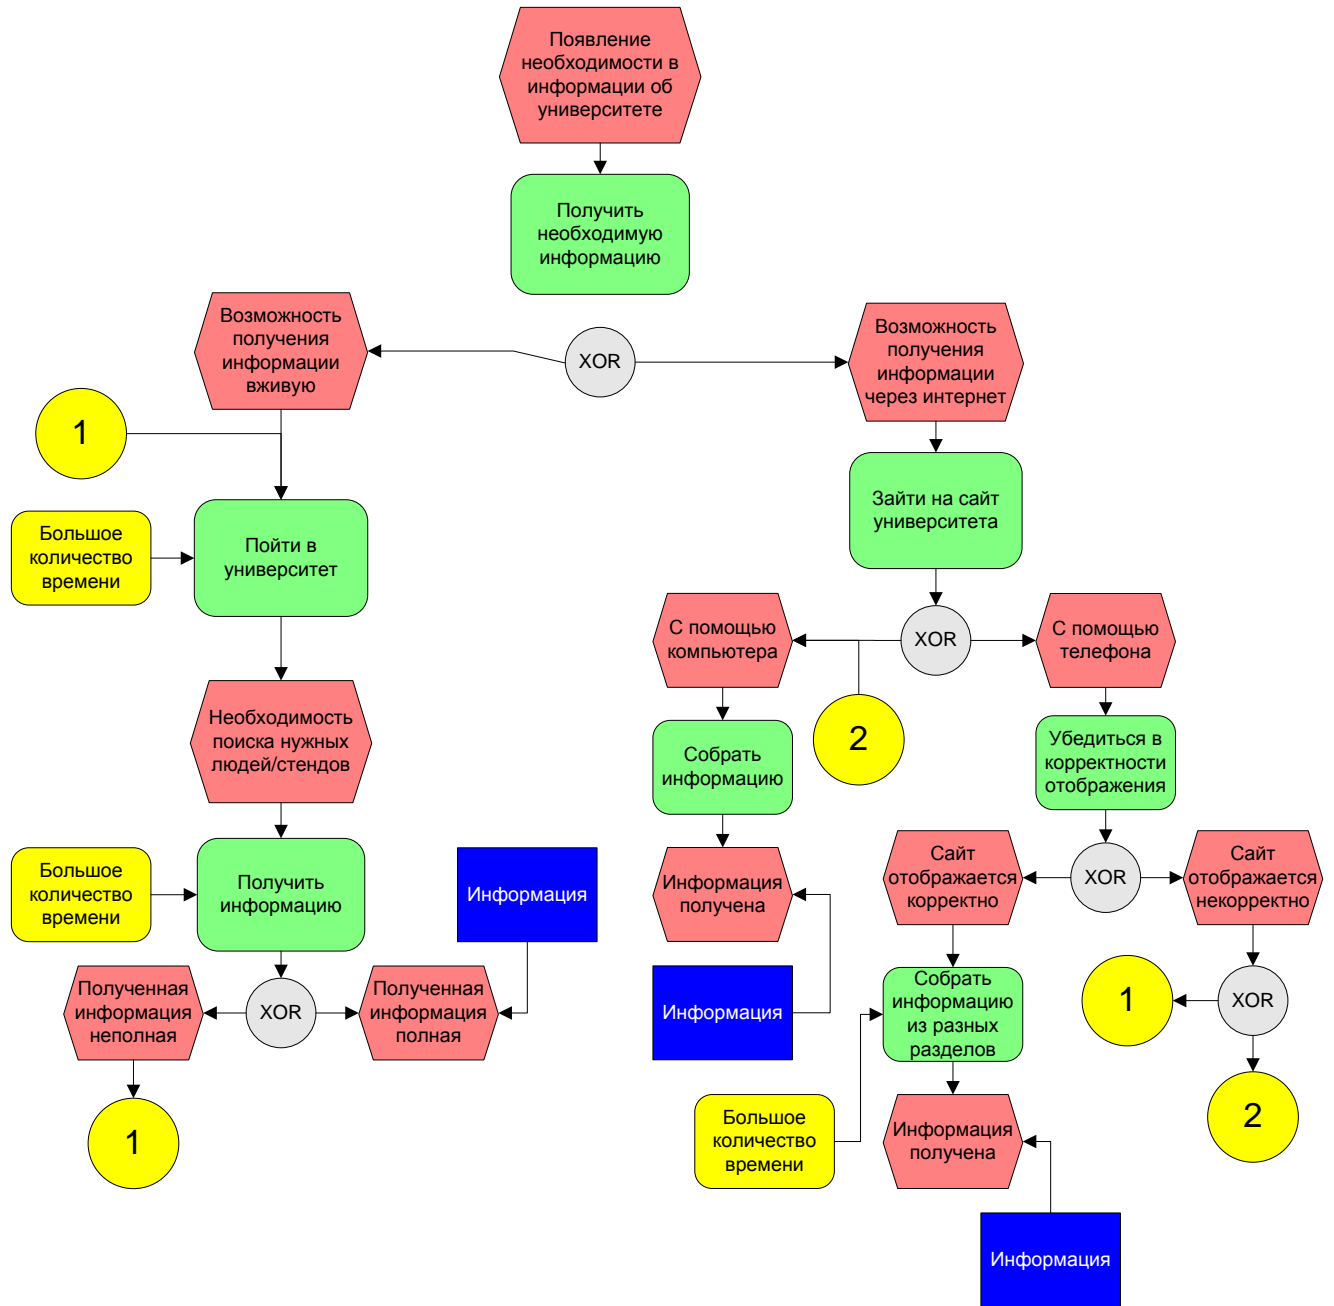 Появление
необходимости в
информации об
университете
Получить
необходимую
информацию
Возможность
получения
информации
вживую
XOR
Возможность
получения
информации
через интернет
1
Большое
количество
времени
Пойти в
университет
Зайти на сайт
университета
С помощью
компьютера
XOR
С помощью
телефона
2
Необходимость
поиска нужных
людей/стендов
Собрать
информацию
Убедиться в
корректности
отображения
Большое
количество
времени
Получить
информацию
Информация
Информация
получена
Сайт
отображается
корректно
XOR
Сайт
отображается
некорректно
Полученная
информация
неполная
XOR
Полученная
информация
полная
Информация
Собрать
информацию
из разных
разделов
1
XOR
1
Большое
количество
времени
Информация
получена
2
Информация